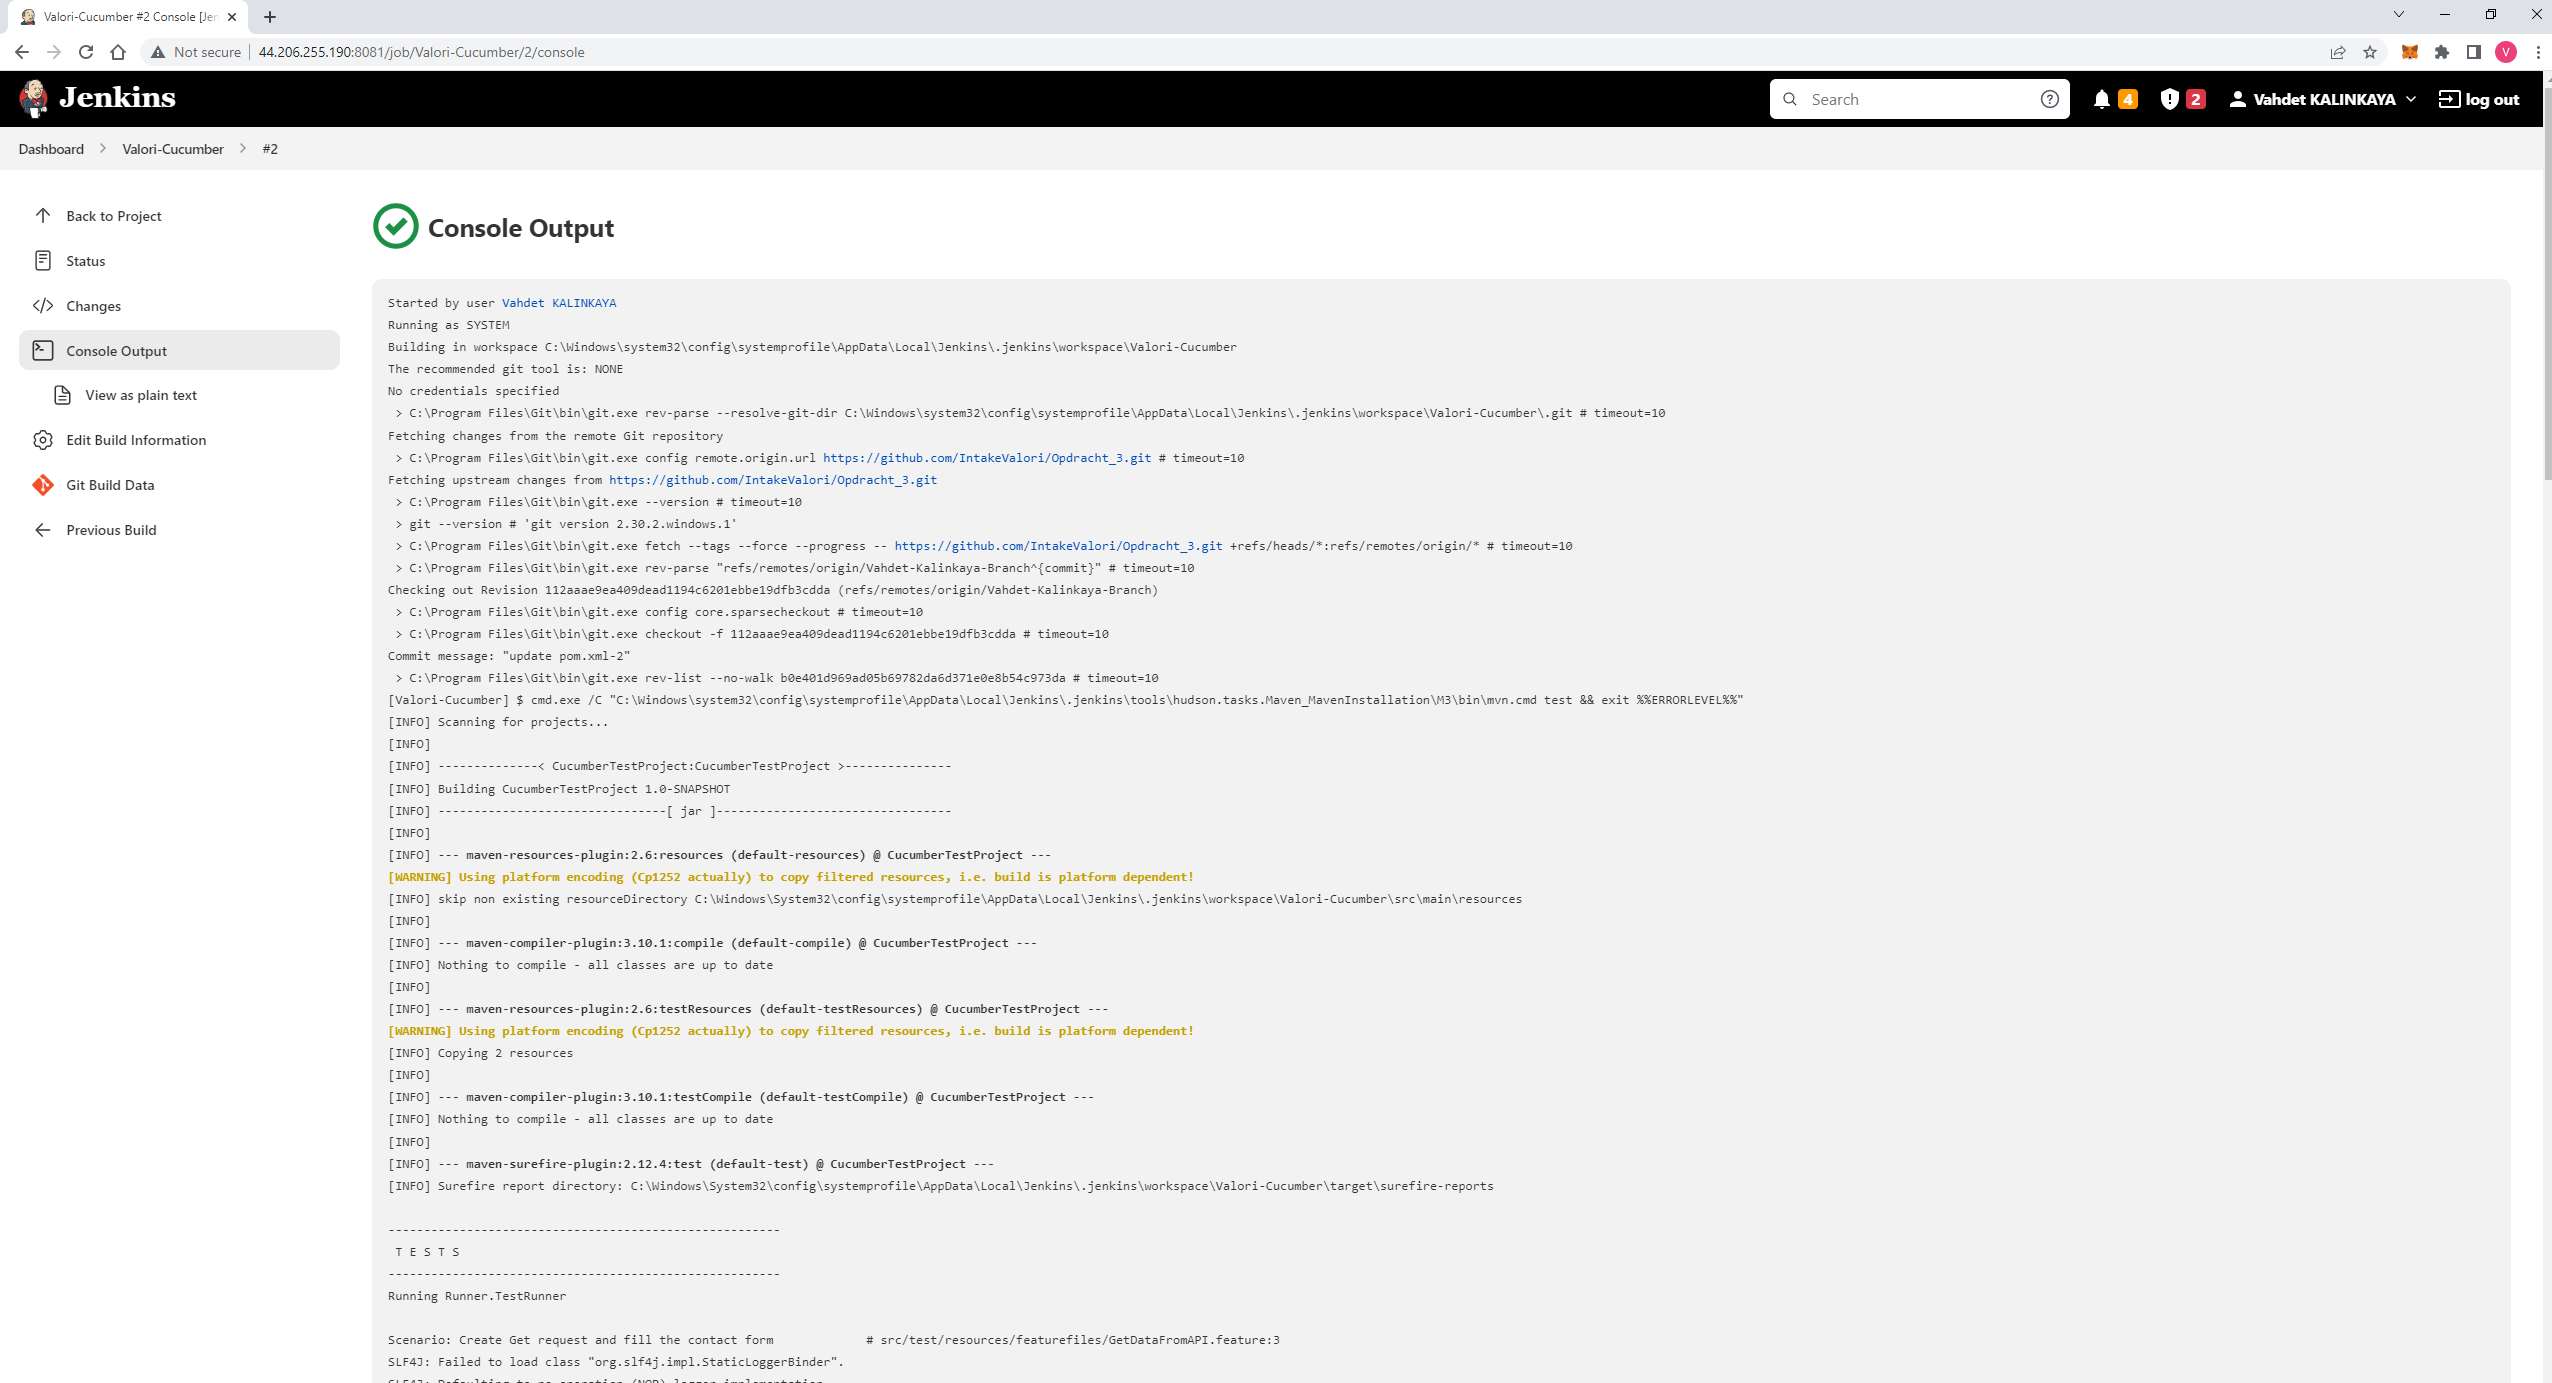 Valori-Cucumber #2 Console [Jen
Not secure
44.206.255.190:8081/job/Valori-Cucumber/2/console
V
Jenkins
Search
4
2
Vahdet KALINKAYA
log out
Dashboard
Valori-Cucumber
#2
Back to Project
Status
Changes
Console Output
View as plain text
Edit Build Information
Git Build Data
Previous Build
Console Output
Started by user Vahdet KALINKAYA
Running as SYSTEM
Building in workspace C:\Windows\system32\config\systemprofile\AppData\Local\Jenkins\.jenkins\workspace\Valori-Cucumber
The recommended git tool is: NONE
No credentials specified
> C:\Program Files\Git\bin\git.exe rev-parse --resolve-git-dir C:\Windows\system32\config\systemprofile\AppData\Local\Jenkins\.jenkins\workspace\Valori-Cucumber\.git # timeout=10
Fetching changes from the remote Git repository
> C:\Program Files\Git\bin\git.exe config remote.origin.url https://github.com/IntakeValori/Opdracht_3.git # timeout=10
Fetching upstream changes from https://github.com/IntakeValori/Opdracht_3.git
> C:\Program Files\Git\bin\git.exe --version # timeout=10
> git --version # 'git version 2.30.2.windows.1'
> C:\Program Files\Git\bin\git.exe fetch --tags --force --progress -- https://github.com/IntakeValori/Opdracht_3.git +refs/heads/*:refs/remotes/origin/* # timeout=10
> C:\Program Files\Git\bin\git.exe rev-parse "refs/remotes/origin/Vahdet-Kalinkaya-Branch^{commit}" # timeout=10
Checking out Revision 112aaae9ea409dead1194c6201ebbe19dfb3cdda (refs/remotes/origin/Vahdet-Kalinkaya-Branch)
> C:\Program Files\Git\bin\git.exe config core.sparsecheckout # timeout=10
> C:\Program Files\Git\bin\git.exe checkout -f 112aaae9ea409dead1194c6201ebbe19dfb3cdda # timeout=10
Commit message: "update pom.xml-2"
> C:\Program Files\Git\bin\git.exe rev-list --no-walk b0e401d969ad05b69782da6d371e0e8b54c973da # timeout=10
[Valori-Cucumber] $ cmd.exe /C "C:\Windows\system32\config\systemprofile\AppData\Local\Jenkins\.jenkins\tools\hudson.tasks.Maven_MavenInstallation\M3\bin\mvn.cmd test && exit %%ERRORLEVEL%%"
[INFO] Scanning for projects...
[INFO]
[INFO] --------------< CucumberTestProject:CucumberTestProject >---------------
[INFO] Building CucumberTestProject 1.0-SNAPSHOT
[INFO] --------------------------------[ jar ]---------------------------------
[INFO]
[INFO] --- maven-resources-plugin:2.6:resources (default-resources) @ CucumberTestProject ---
[WARNING] Using platform encoding (Cp1252 actually) to copy filtered resources, i.e. build is platform dependent!
[INFO] skip non existing resourceDirectory C:\Windows\System32\config\systemprofile\AppData\Local\Jenkins\.jenkins\workspace\Valori-Cucumber\src\main\resources
[INFO]
[INFO] --- maven-compiler-plugin:3.10.1:compile (default-compile) @ CucumberTestProject ---
[INFO] Nothing to compile - all classes are up to date
[INFO]
[INFO] --- maven-resources-plugin:2.6:testResources (default-testResources) @ CucumberTestProject ---
[WARNING] Using platform encoding (Cp1252 actually) to copy filtered resources, i.e. build is platform dependent!
[INFO] Copying 2 resources
[INFO]
[INFO] --- maven-compiler-plugin:3.10.1:testCompile (default-testCompile) @ CucumberTestProject ---
[INFO] Nothing to compile - all classes are up to date
[INFO]
[INFO] --- maven-surefire-plugin:2.12.4:test (default-test) @ CucumberTestProject ---
[INFO] Surefire report directory: C:\Windows\System32\config\systemprofile\AppData\Local\Jenkins\.jenkins\workspace\Valori-Cucumber\target\surefire-reports
-------------------------------------------------------
T E S T S
-------------------------------------------------------
Running Runner.TestRunner
Scenario: Create Get request and fill the contact form # src/test/resources/featurefiles/GetDataFromAPI.feature:3
SLF4J: Failed to load class "org.slf4j.impl.StaticLoggerBinder".